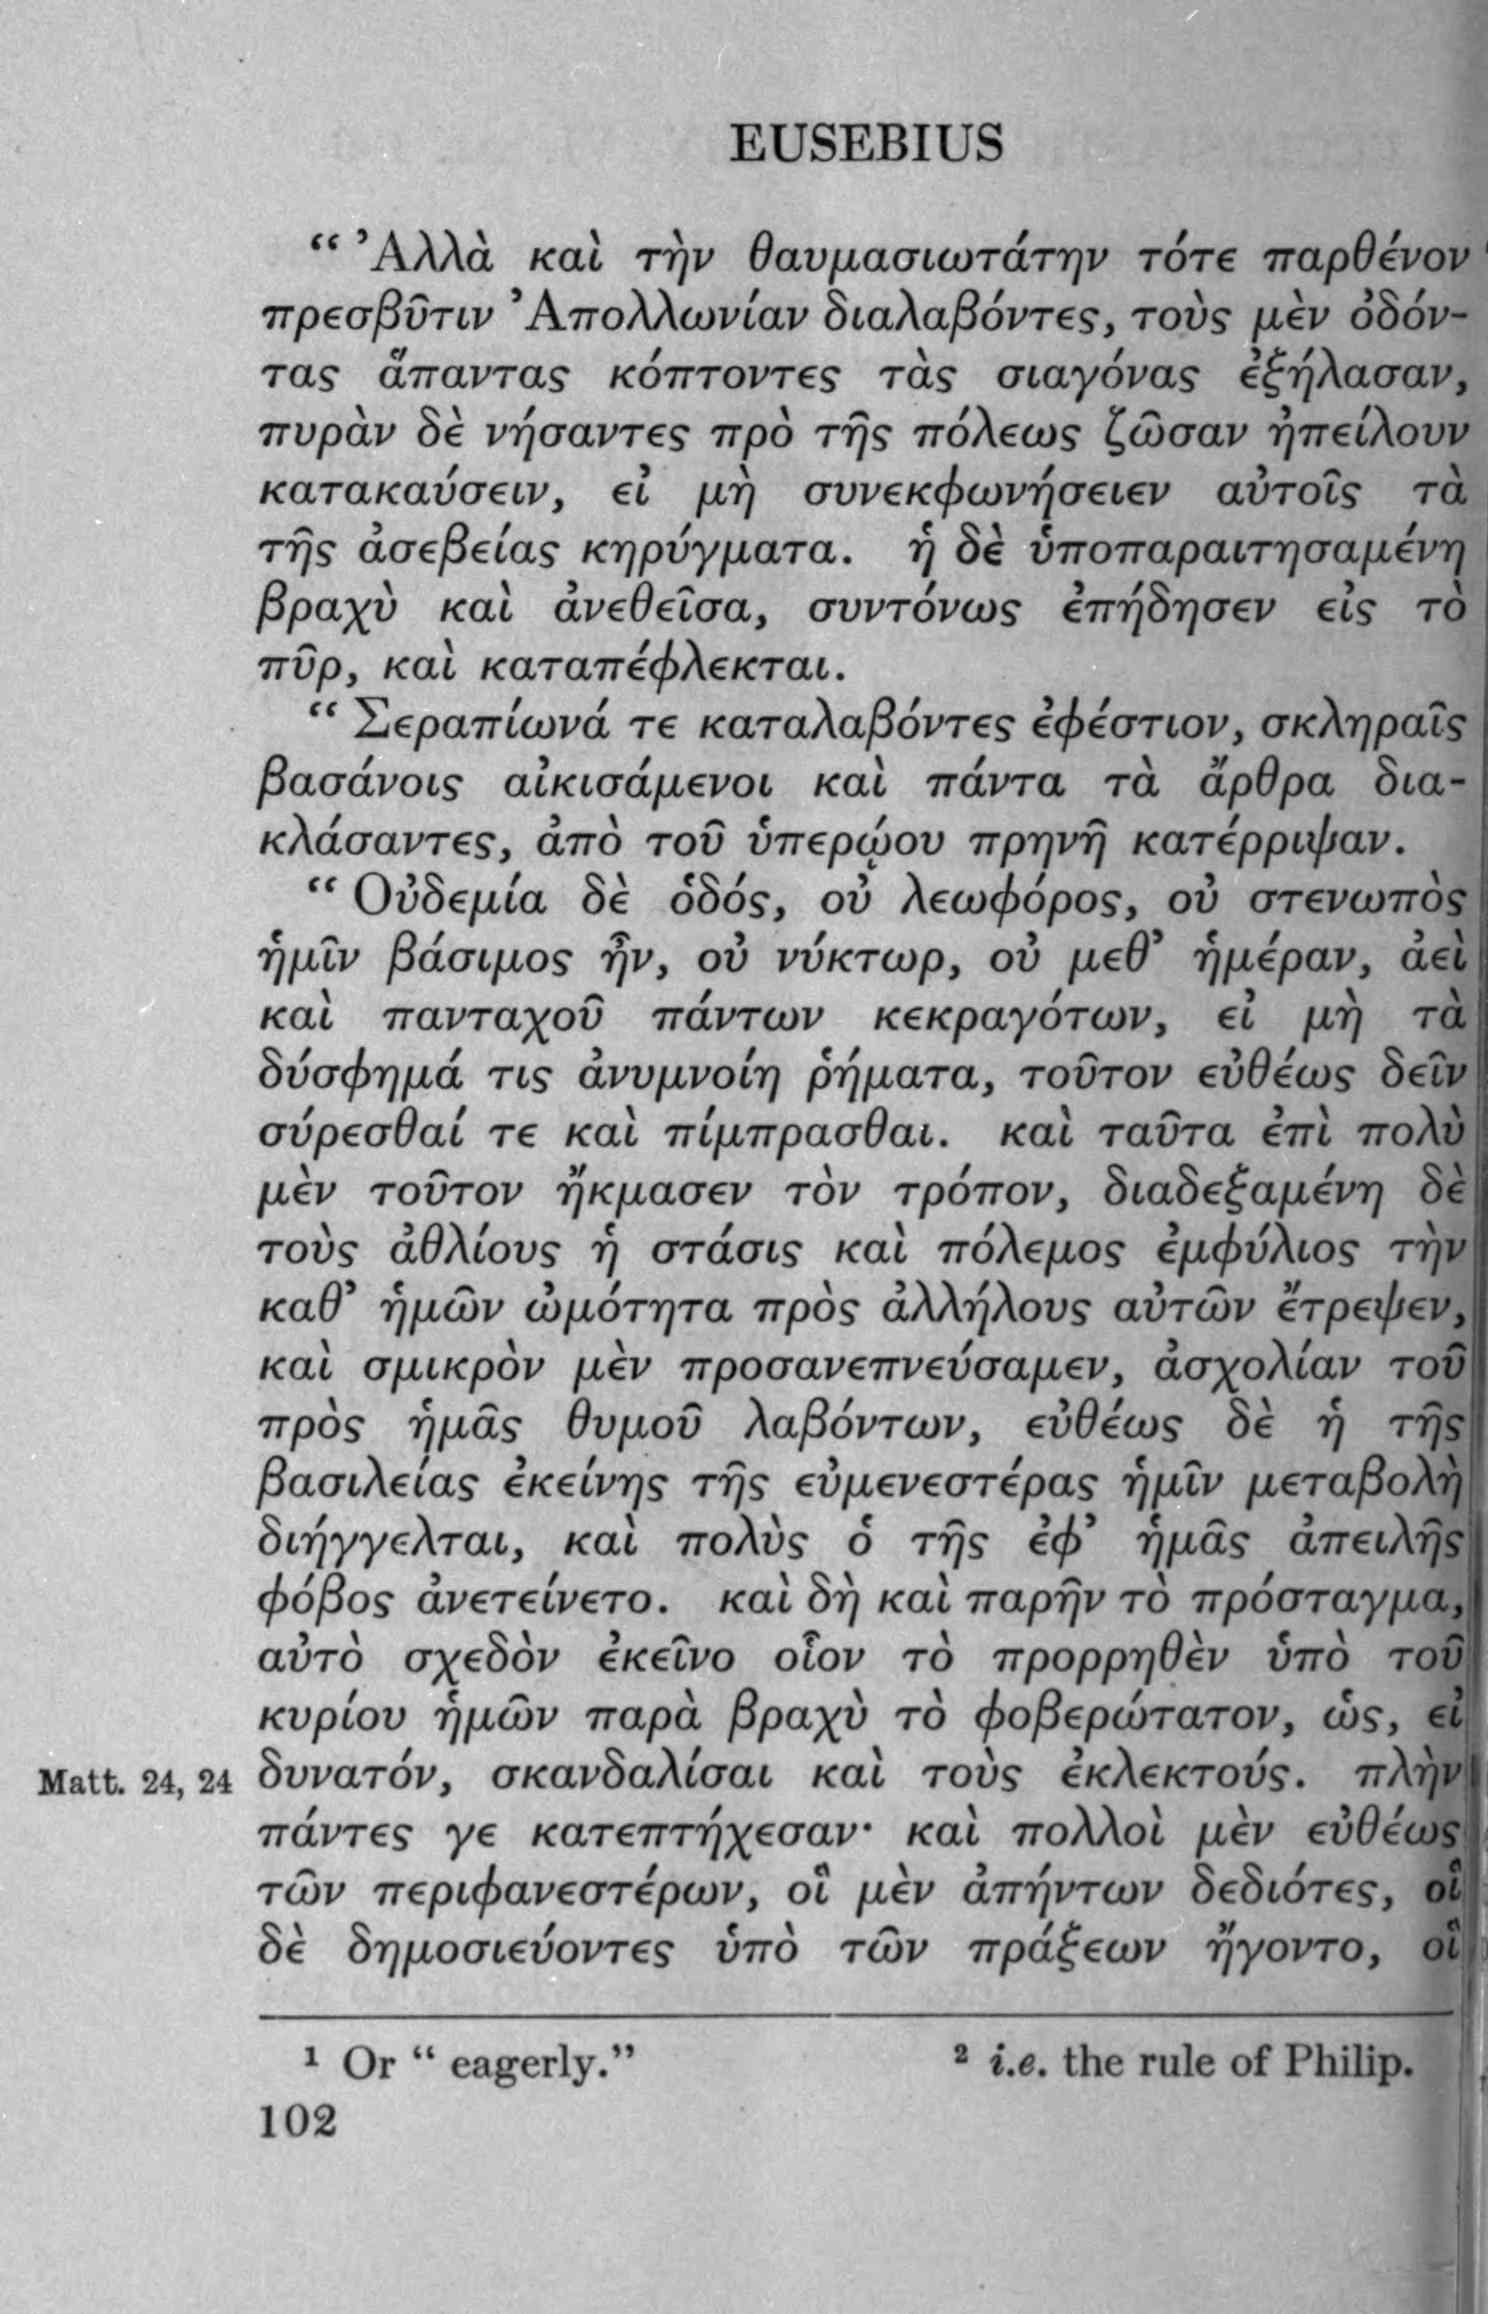 EUSEBIUS
“ Ἀλλὰ καὶ τὴν θαυμασιωτάτην τότε παρθένον
πρεσβῦτιν Ἀπολλωνίαν διαλαβόντες, τοὺς μὲν ὀδόν-
τας ἅπαντας κόπτοντες τὰς σιαγόνας ἐξήλασαν,
πυρὰν δὲ νήσαντες πρὸ τῆς πόλεως ζῶσαν ἠπείλουν
κατακαύσειν, εἰ μὴ συνεκφωνήσειεν αὐτοῖς τὰ
τῆς ἀσεβείας κηρύγματα. ἡ δὲ ὑποπαραιτησαμένη
βραχὺ καὶ ἀνεθεῖσα, συντόνως ἐπήδησεν εἰς τὸ
πῦρ, καὶ καταπέφλεκται.
“ Σεραπίωνά τε καταλαβόντες ἐφέστιον, σκληραῖς
βασάνοις αἰκισάμενοι καὶ πάντα τὰ ἄρθρα δια-
κλάσαντες, ἀπὸ τοῦ ὑπερῴου πρηνῆ κατέρριψαν.
“ Οὐδεμία δὲ ὁδός, οὐ λεωφόρος, οὐ στενωπὸς
ἡμῖν βάσιμος ἦν, οὐ νύκτωρ, οὐ μεθ’ ἡμέραν, ἀεὶ
καὶ πανταχοῦ πάντων κεκραγότων, εἰ μὴ τὰ
δύσφημά τις ἀνυμνοίη ῥήματα, τοῦτον εὐθέως δεῖν
σύρεσθαί τε καὶ πίμπρασθαι. καὶ ταῦτα ἐπὶ πολὺ
μὲν τοῦτον ἤκμασεν τὸν τρόπον, διαδεξαμένη δὲ
τοὺς ἀθλίους ἡ στάσις καὶ πόλεμος ἐμφύλιος τὴν
καθ’ ἡμῶν ὠμότητα πρὸς ἀλλήλους αὐτῶν ἔτρεψεν,
καὶ σμικρὸν μὲν προσανεπνεύσαμεν, ἀσχολίαν τοῦ
πρὸς ἡμᾶς θυμοῦ λαβόντων, εὐθέως δὲ ἡ τῆς
βασιλείας ἐκείνης τῆς εὐμενεστέρας ἡμῖν μεταβολὴ
διήγγελται, καὶ πολὺς ὁ τῆς ἐφ’ ἡμᾶς ἀπειλῆς
φόβος ἀνετείνετο. καὶ δὴ καὶ παρῆν τὸ πρόσταγμα,
αὐτὸ σχεδὸν ἐκεῖνο οἷον τὸ προρρηθὲν ὑπὸ τοῦ
κυρίου ἡμῶν παρὰ βραχὺ τὸ φοβερώτατον, ὡς, εἰ
Matt. 24, 24 δυνατόν, σκανδαλίσαι καὶ τοὺς ἐκλεκτούς. πλὴν
πάντες γε κατεπτήχεσαν· καὶ πολλοὶ μὲν εὐθέως
τῶν περιφανεστέρων, οἳ μὲν ἀπήντων δεδιότες, οἳ
δὲ δημοσιεύοντες ὑπὸ τῶν πράξεων ἤγοντο, οἳ
¹ Or “ eagerly.” ² i.e. the rule of Philip.
102